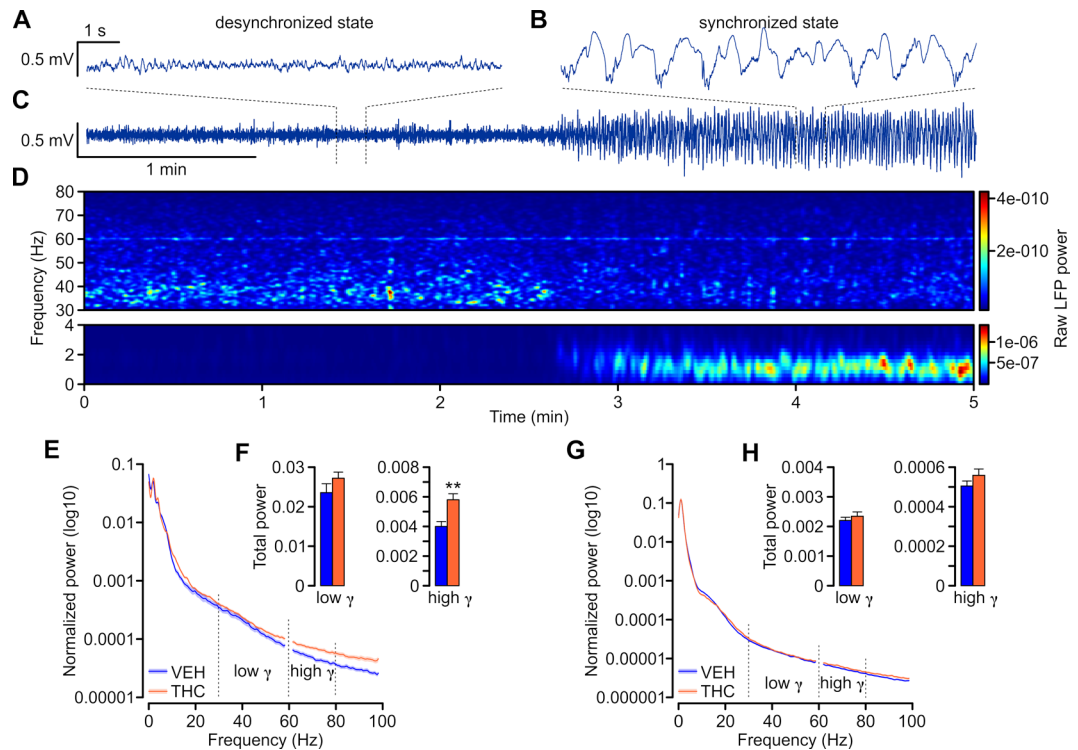 A
desynchronized state
B
synchronized state
1 s
0.5 mV
C
0.5 mV
1 min
D
80
70
60
50
40
30
4
2
0
Frequency (Hz)
4e-010
2e-010
1e-06
5e-07
Raw LFP power
0 1 2 3 4 5
Time (min)
E
0.1
0.01
0.001
0.0001
0.00001
Normalized power (log10)
VEH
THC
low γ
high γ
0 20 40 60 80 100
Frequency (Hz)
F
Total power
0.03
0.02
0.01
0
low γ
0.008
0.006
0.004
0.002
0
**
high γ
G
1
0.1
0.01
0.001
0.0001
0.00001
0.000001
Normalized power (log10)
VEH
THC
low γ
high γ
0 20 40 60 80 100
Frequency (Hz)
H
Total power
0.004
0.003
0.002
0.001
0
low γ
0.0006
0.0004
0.0002
0
high γ